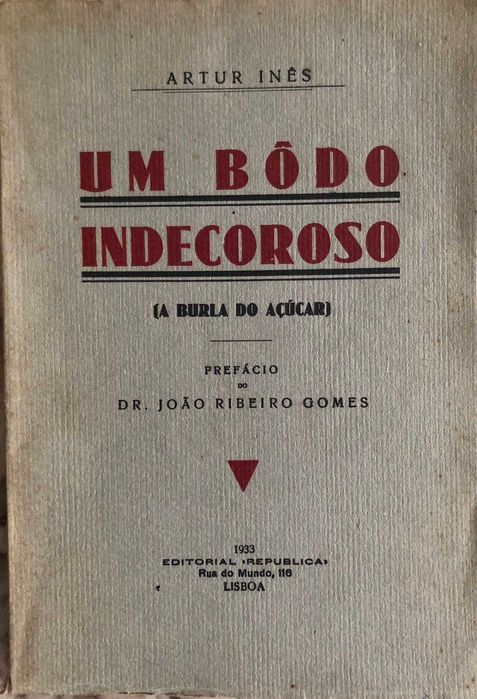 ARTUR INÊS
UM BÔDO
INDECOROSO
(A BURLA DO AÇÚCAR)
PREFÁCIO
DO
DR. JOÃO RIBEIRO GOMES
1933
EDITORIAL «REPUBLICA»
Rua do Mundo, 116
LISBOA